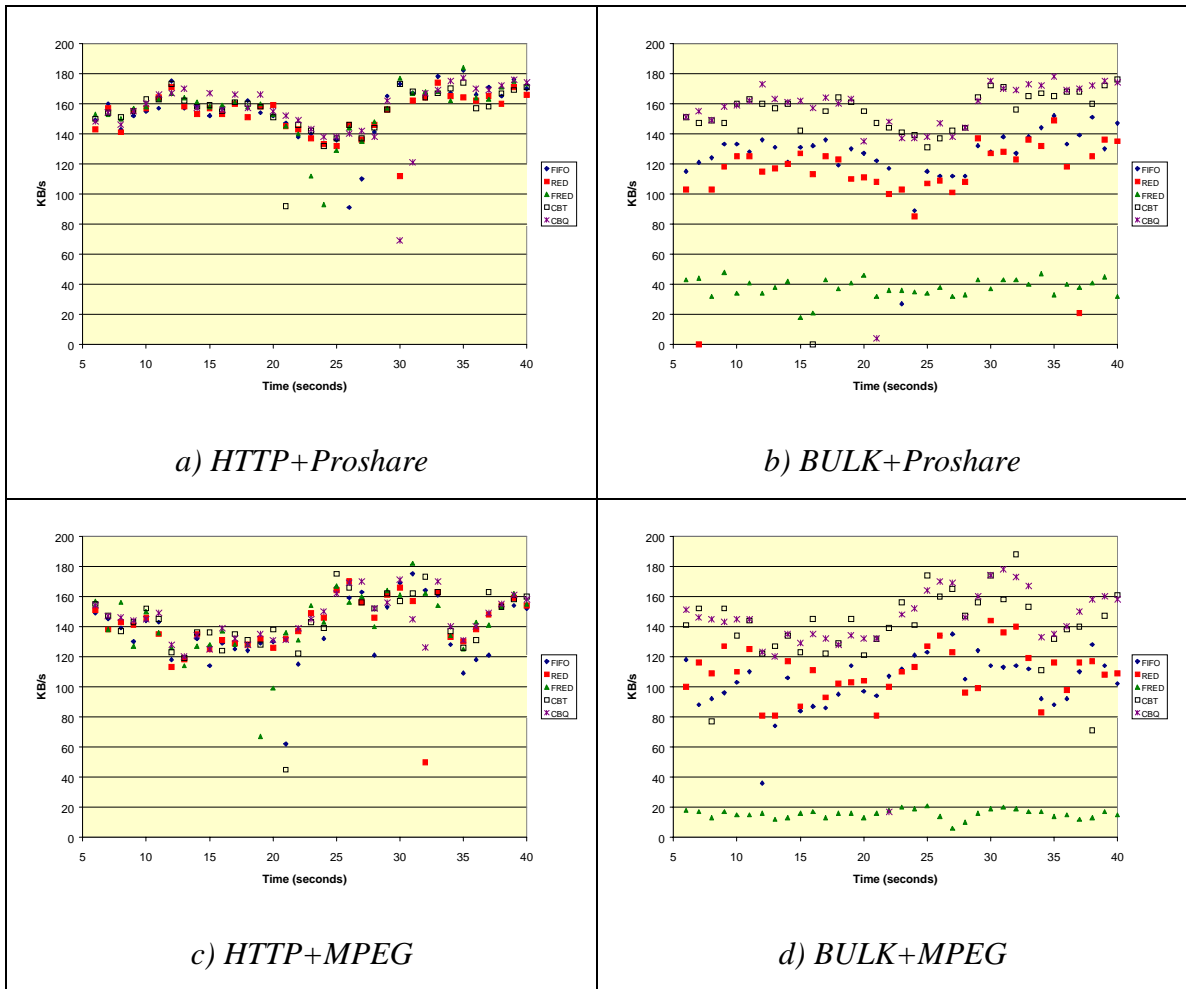 200
180
160
140
120
100
80
60
40
20
0
5 10 15 20 25 30 35 40
KB/s
Time (seconds)
FIFO
RED
FRED
CBT
CBQ
a) HTTP+Proshare
200
180
160
140
120
100
80
60
40
20
0
5 10 15 20 25 30 35 40
KB/s
Time (seconds)
FIFO
RED
FRED
CBT
CBQ
b) BULK+Proshare
200
180
160
140
120
100
80
60
40
20
0
5 10 15 20 25 30 35 40
KB/s
Time (seconds)
FIFO
RED
FRED
CBT
CBQ
c) HTTP+MPEG
200
180
160
140
120
100
80
60
40
20
0
5 10 15 20 25 30 35 40
KB/s
Time (seconds)
FIFO
RED
FRED
CBT
CBQ
d) BULK+MPEG